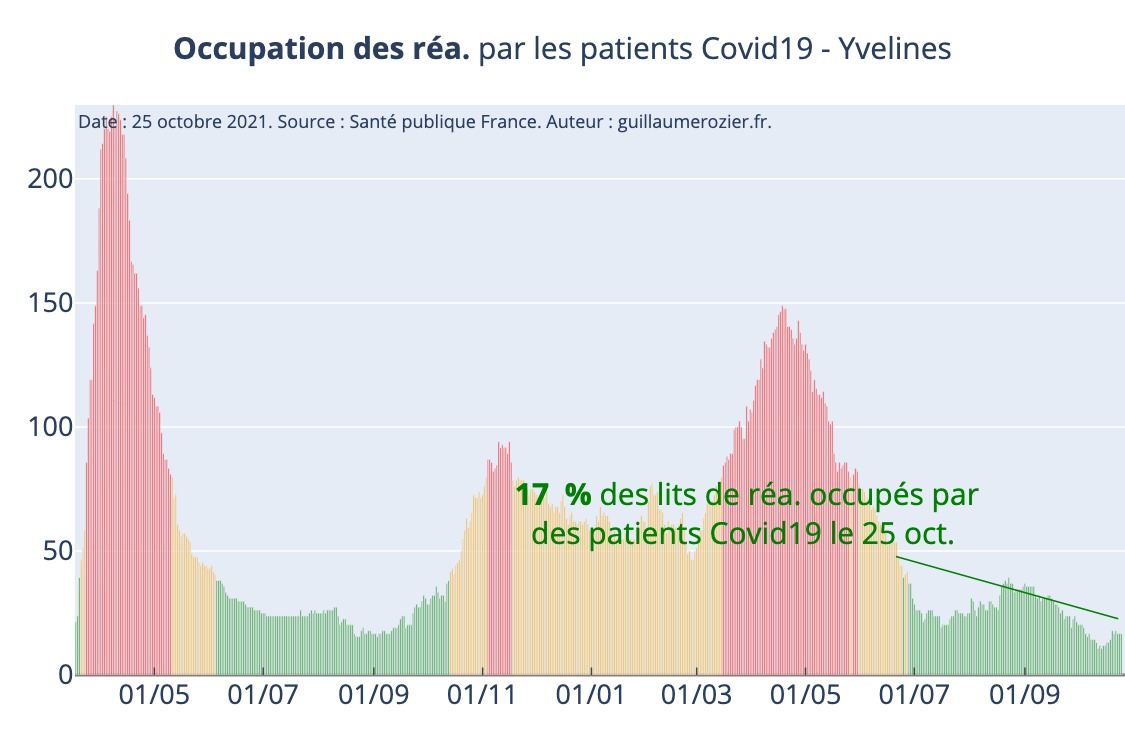 Occupation des réa. par les patients Covid19 - Yvelines
Date : 25 octobre 2021. Source : Santé publique France. Auteur : guillaumerozier.fr.
200
150
100
50
0
17 % des lits de réa. occupés par
des patients Covid19 le 25 oct.
01/05 01/07 01/09 01/11 01/01 01/03 01/05 01/07 01/09